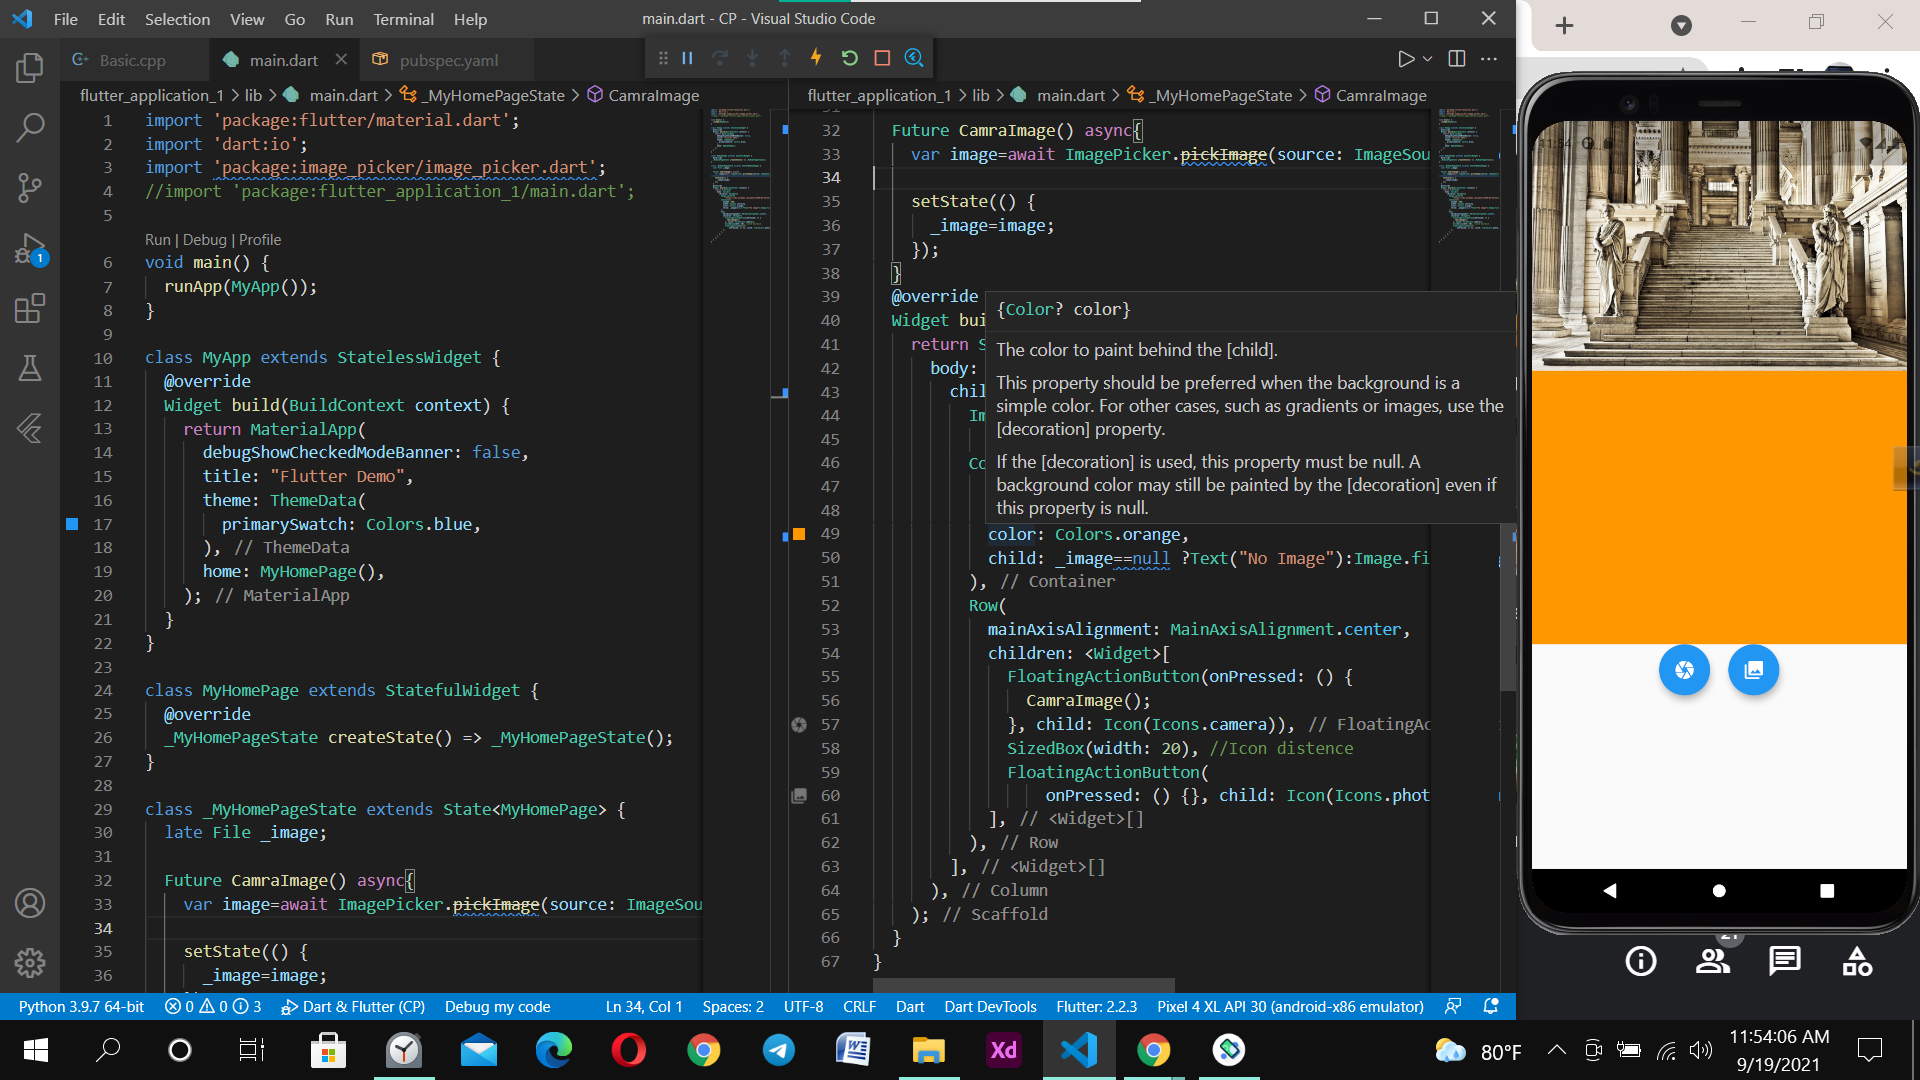 File Edit Selection View Go Run Terminal Help
main.dart - CP - Visual Studio Code
Basic.cpp
main.dart
pubspec.yaml
flutter_application_1 > lib > main.dart > _MyHomePageState > CamraImage
1 import 'package:flutter/material.dart';
2 import 'dart:io';
3 import 'package:image_picker/image_picker.dart';
4 //import 'package:flutter_application_1/main.dart';
5
Run | Debug | Profile
6 void main() {
7 runApp(MyApp());
8 }
9
10 class MyApp extends StatelessWidget {
11 @override
12 Widget build(BuildContext context) {
13 return MaterialApp(
14 debugShowCheckedModeBanner: false,
15 title: "Flutter Demo",
16 theme: ThemeData(
17 primarySwatch: Colors.blue,
18 ), // ThemeData
19 home: MyHomePage(),
20 ); // MaterialApp
21 }
22 }
23
24 class MyHomePage extends StatefulWidget {
25 @override
26 _MyHomePageState createState() => _MyHomePageState();
27 }
28
29 class _MyHomePageState extends State<MyHomePage> {
30 late File _image;
31
32 Future CamraImage() async{
33 var image=await ImagePicker.pickImage(source: ImageSou
34
35 setState(() {
36 _image=image;
flutter_application_1 > lib > main.dart > _MyHomePageState > CamraImage
32 Future CamraImage() async{
33 var image=await ImagePicker.pickImage(source: ImageSou
34
35 setState(() {
36 _image=image;
37 });
38 }
39 @override
40 Widget bui
41 return S
42 body:
43 chil
44 Im
45
46 Co
47
48
{Color? color}
The color to paint behind the [child].
This property should be preferred when the background is a
simple color. For other cases, such as gradients or images, use the
[decoration] property.
If the [decoration] is used, this property must be null. A
background color may still be painted by the [decoration] even if
this property is null.
49 color: Colors.orange,
50 child: _image==null ?Text("No Image"):Image.fi
51 ), // Container
52 Row(
53 mainAxisAlignment: MainAxisAlignment.center,
54 children: <Widget>[
55 FloatingActionButton(onPressed: () {
56 CamraImage();
57 }, child: Icon(Icons.camera)), // FloatingAc
58 SizedBox(width: 20), //Icon distence
59 FloatingActionButton(
60 onPressed: () {}, child: Icon(Icons.phot
61 ], // <Widget>[]
62 ), // Row
63 ], // <Widget>[]
64 ), // Column
65 ); // Scaffold
66 }
67 }
11:54
21
1
Python 3.9.7 64-bit 0 0 3 Dart & Flutter (CP) Debug my code Ln 34, Col 1 Spaces: 2 UTF-8 CRLF Dart Dart DevTools Flutter: 2.2.3 Pixel 4 XL API 30 (android-x86 emulator)
Xd
80°F
11:54:06 AM
9/19/2021